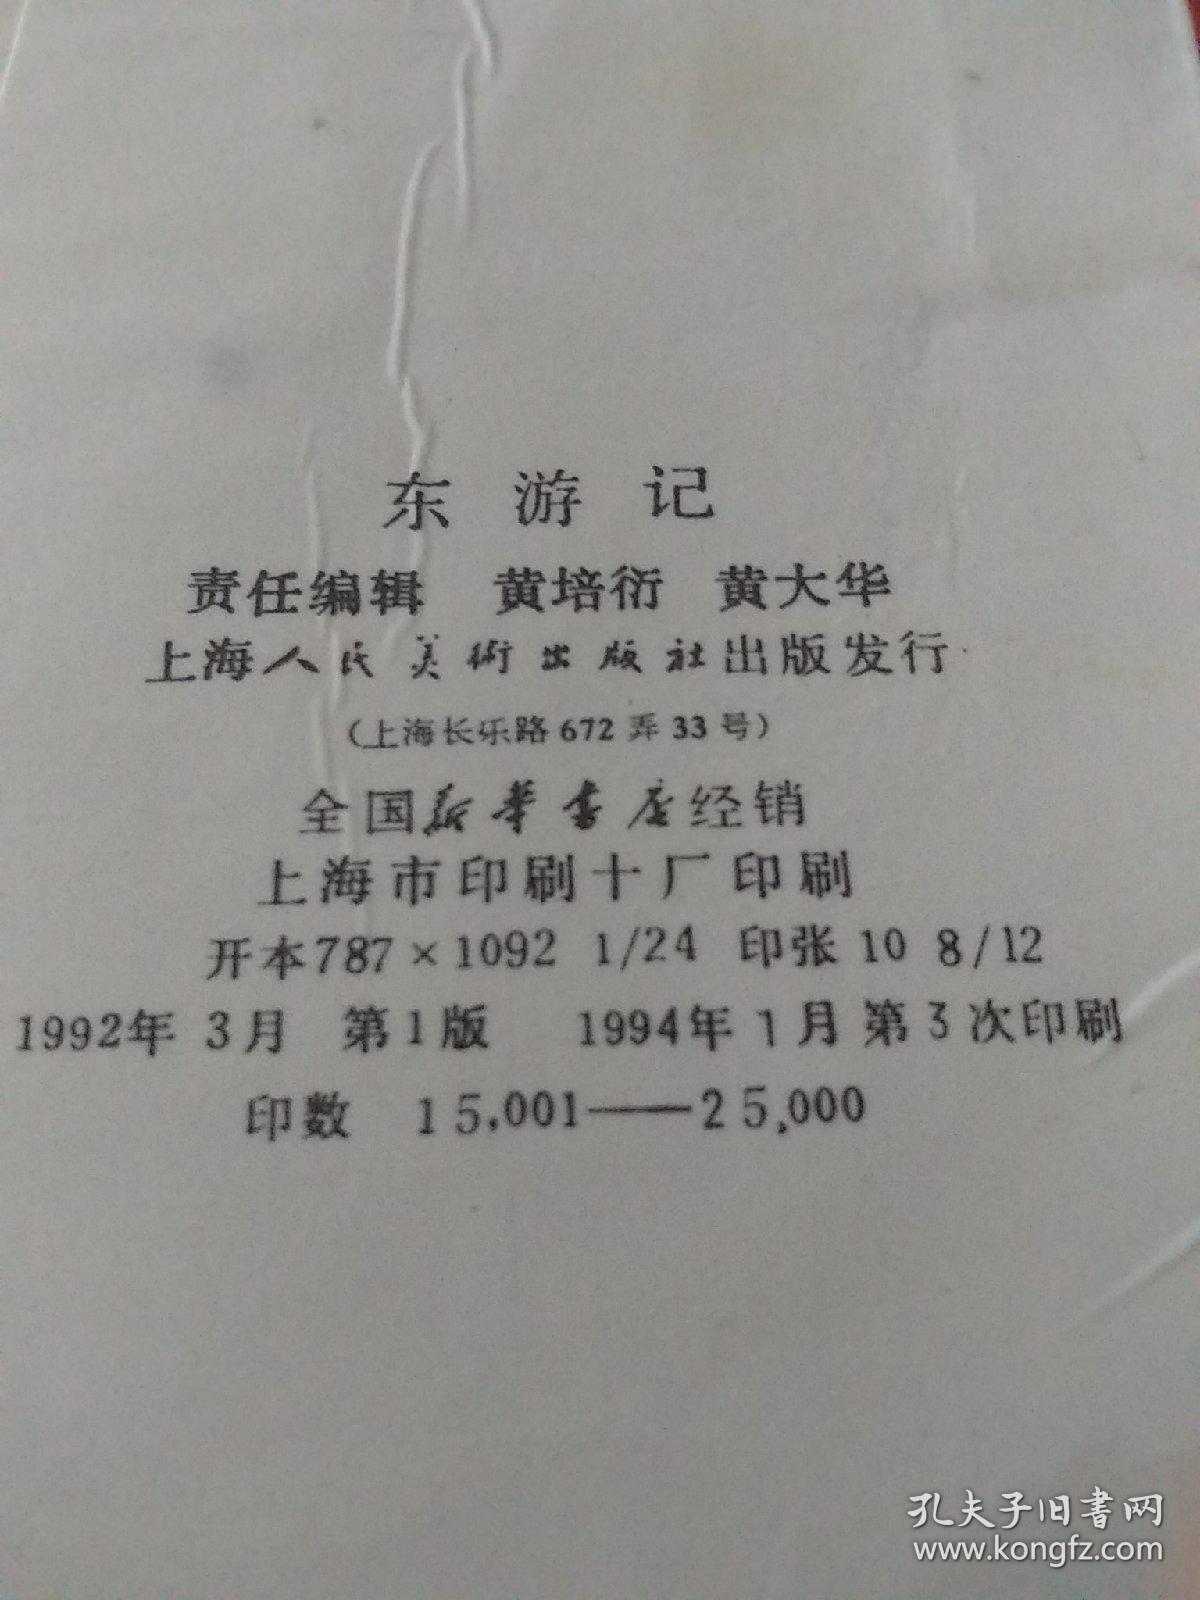 东游记
责任编辑 黄培衍 黄大华
上海人民美術出版社出版发行
（上海长乐路672弄33号）
全国新华書店经销
上海市印刷十厂印刷
开本787×1092 1/24 印张10 8/12
1992年3月 第1版 1994年1月第3次印刷
印数 15,001——25,000
孔夫子旧書网
www.kongfz.com